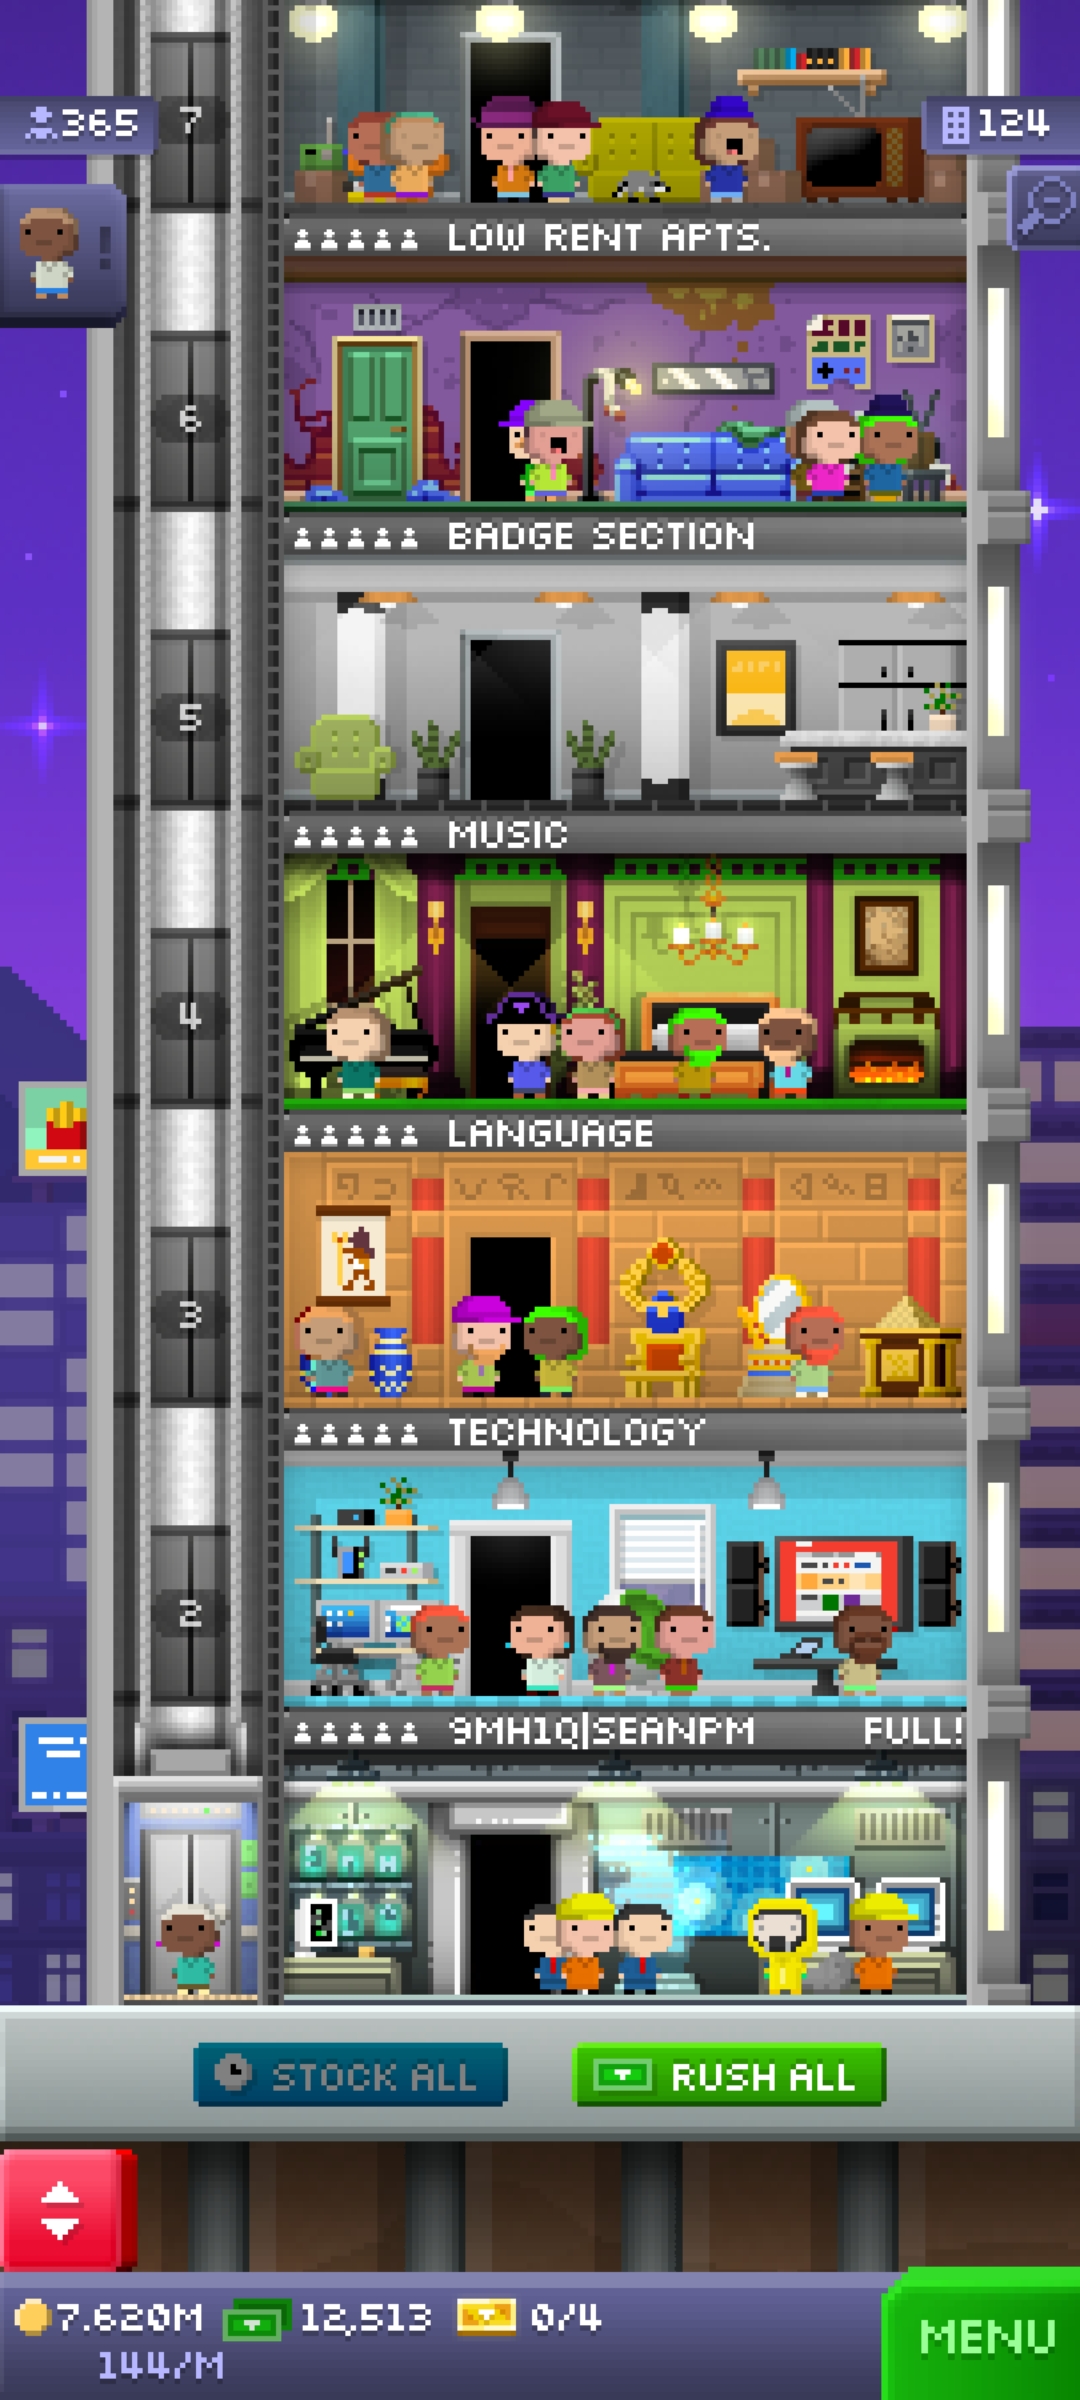 7
365
124
LOW RENT APTS.
6
BADGE SECTION
5
MUSIC
4
LANGUAGE
3
TECHNOLOGY
2
9MH1Q|SEANPM FULL!
STOCK ALL
RUSH ALL
7.620M 12,513 0/4
144/M
MENU